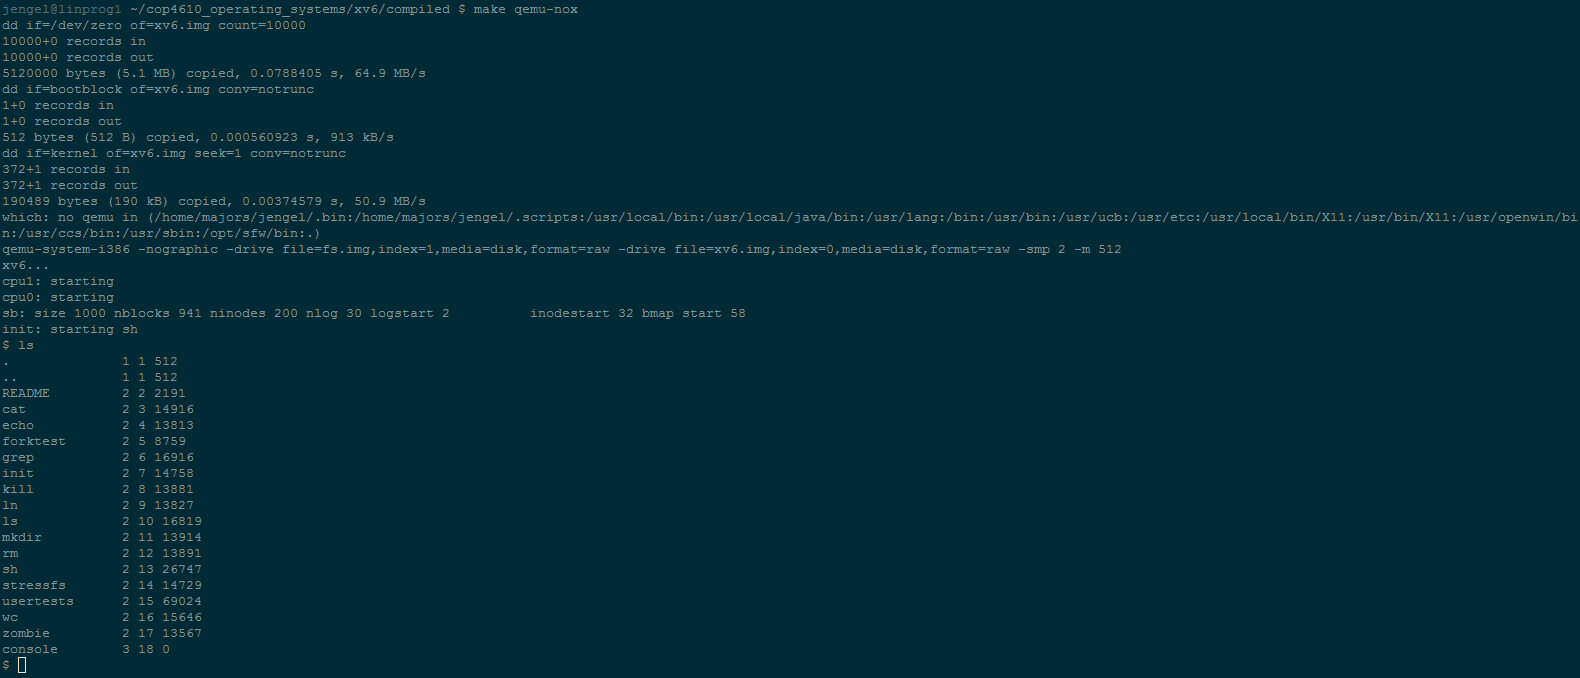 jengel@linprog1 ~/cop4610_operating_systems/xv6/compiled $ make qemu-nox
dd if=/dev/zero of=xv6.img count=10000
10000+0 records in
10000+0 records out
5120000 bytes (5.1 MB) copied, 0.0788405 s, 64.9 MB/s
dd if=bootblock of=xv6.img conv=notrunc
1+0 records in
1+0 records out
512 bytes (512 B) copied, 0.000560923 s, 913 kB/s
dd if=kernel of=xv6.img seek=1 conv=notrunc
372+1 records in
372+1 records out
190489 bytes (190 kB) copied, 0.00374579 s, 50.9 MB/s
which: no qemu in (/home/majors/jengel/.bin:/home/majors/jengel/.scripts:/usr/local/bin:/usr/local/java/bin:/usr/lang:/bin:/usr/bin:/usr/ucb:/usr/etc:/usr/local/bin/X11:/usr/bin/X11:/usr/openwin/bi
n:/usr/ccs/bin:/usr/sbin:/opt/sfw/bin:.)
qemu-system-i386 -nographic -drive file=fs.img,index=1,media=disk,format=raw -drive file=xv6.img,index=0,media=disk,format=raw -smp 2 -m 512
xv6...
cpu1: starting
cpu0: starting
sb: size 1000 nblocks 941 ninodes 200 nlog 30 logstart 2          inodestart 32 bmap start 58
init: starting sh
$ ls
.              1 1 512
..             1 1 512
README         2 2 2191
cat            2 3 14916
echo           2 4 13813
forktest       2 5 8759
grep           2 6 16916
init           2 7 14758
kill           2 8 13881
ln             2 9 13827
ls             2 10 16819
mkdir          2 11 13914
rm             2 12 13891
sh             2 13 26747
stressfs       2 14 14729
usertests      2 15 69024
wc             2 16 15646
zombie         2 17 13567
console        3 18 0
$